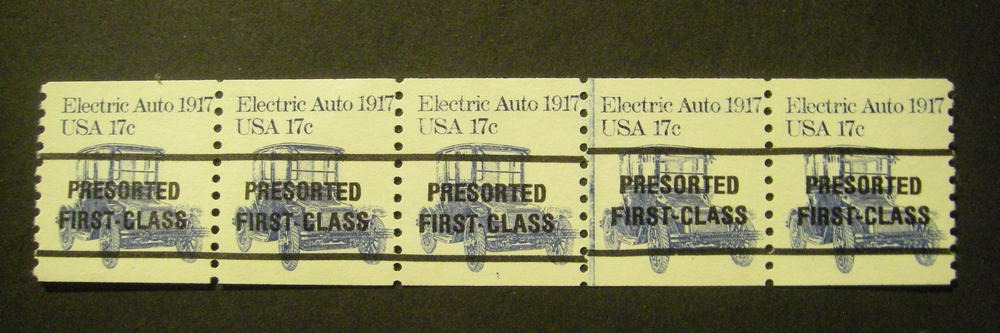 Electric Auto 1917
USA 17c
PRESORTED
FIRST-CLASS
Electric Auto 1917
USA 17c
PRESORTED
FIRST-CLASS
Electric Auto 1917
USA 17c
PRESORTED
FIRST-CLASS
Electric Auto 1917
USA 17c
PRESORTED
FIRST-CLASS
Electric Auto 1917
USA 17c
PRESORTED
FIRST-CLASS